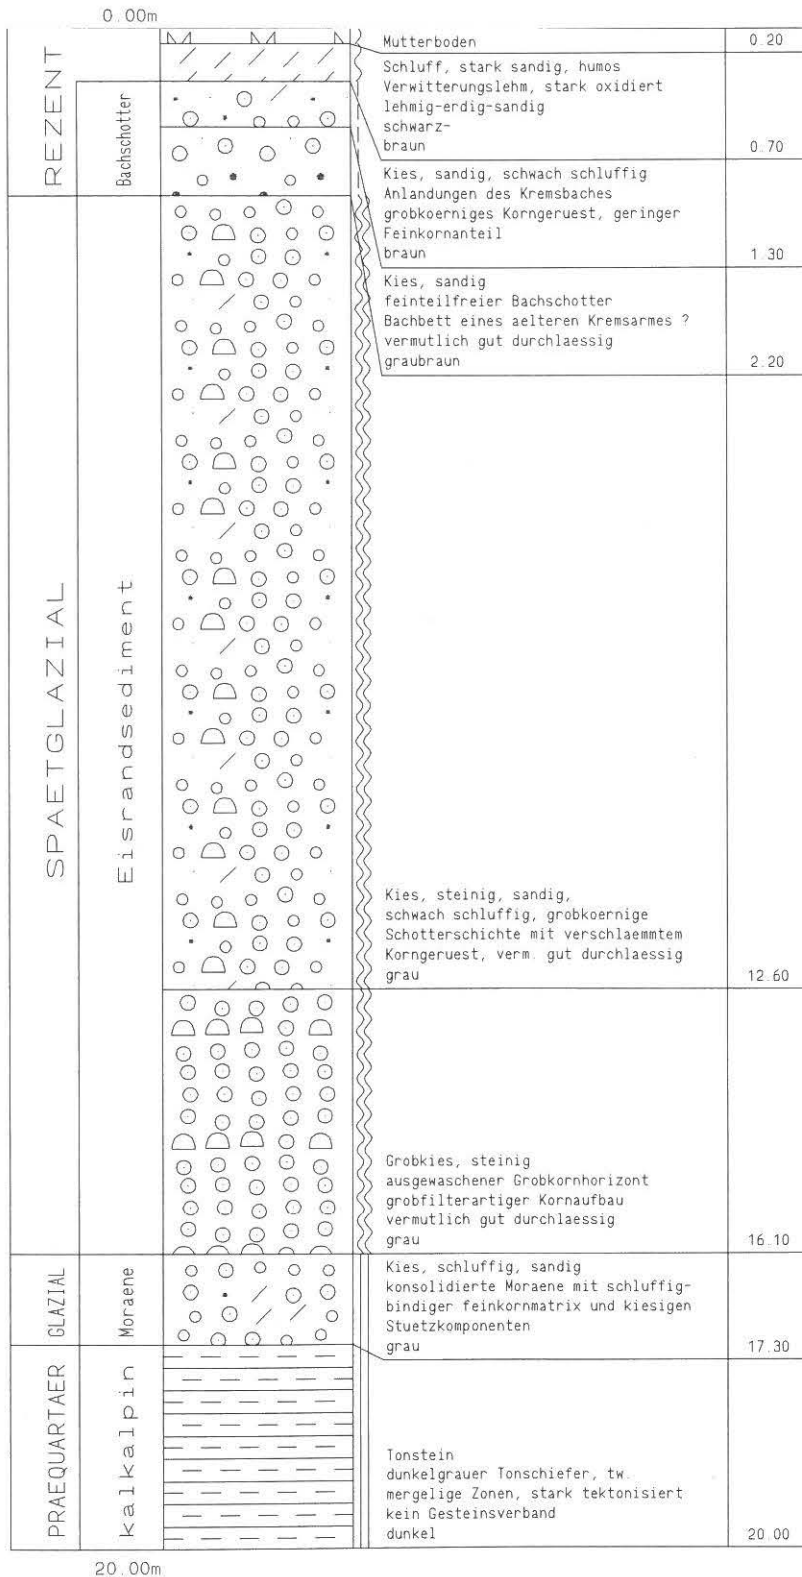 0.00m
REZENT
Bachschotter
Mutterboden
0.20
Schluff, stark sandig, humos
Verwitterungslehm, stark oxidiert
lehmig-erdig-sandig
schwarz-
braun
0.70
Kies, sandig, schwach schluffig
Anlandungen des Kremsbaches
grobkoerniges Korngeruest, geringer
Feinkornanteil
braun
1.30
Kies, sandig
feinteilfreier Bachschotter
Bachbett eines aelteren Kremsarmes ?
vermutlich gut durchlaessig
graubraun
2.20
SPAETGLAZIAL
Eisrandsediment
Kies, steinig, sandig,
schwach schluffig, grobkoernige
Schotterschichte mit verschlaemmtem
Korngeruest, verm. gut durchlaessig
grau
12.60
Grobkies, steinig
ausgewaschener Grobkornhorizont
grobfilterartiger Kornaufbau
vermutlich gut durchlaessig
grau
16.10
GLAZIAL
Moraene
Kies, schluffig, sandig
konsolidierte Moraene mit schluffig-
bindiger feinkornmatrix und kiesigen
Stuetzkomponenten
grau
17.30
PRAEQUARTAER
kalkalpin
Tonstein
dunkelgrauer Tonschiefer, tw.
mergelige Zonen, stark tektonisiert
kein Gesteinsverband
dunkel
20.00
20.00m